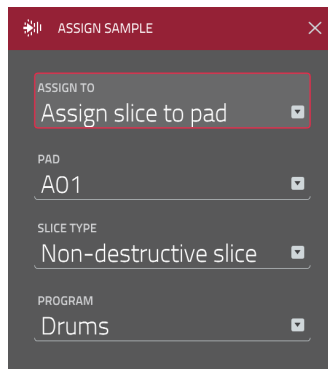 ASSIGN SAMPLE
ASSIGN TO
Assign slice to pad
PAD
A01
SLICE TYPE
Non-destructive slice
PROGRAM
Drums